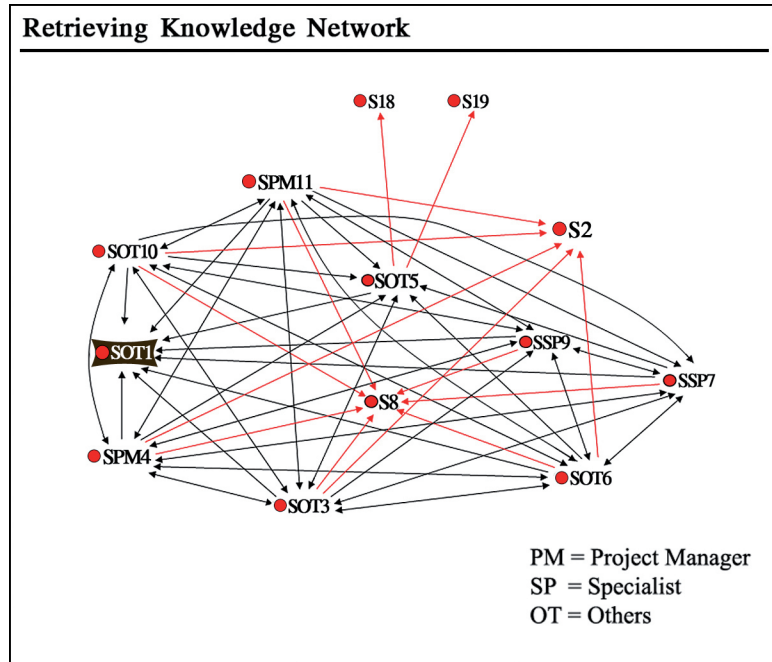 Retrieving Knowledge Network
S18
S19
SPM11
S2
SOT10
SOT5
SSP9
SOT1
SSP7
S8
SPM4
SOT6
SOT3
PM = Project Manager
SP = Specialist
OT = Others